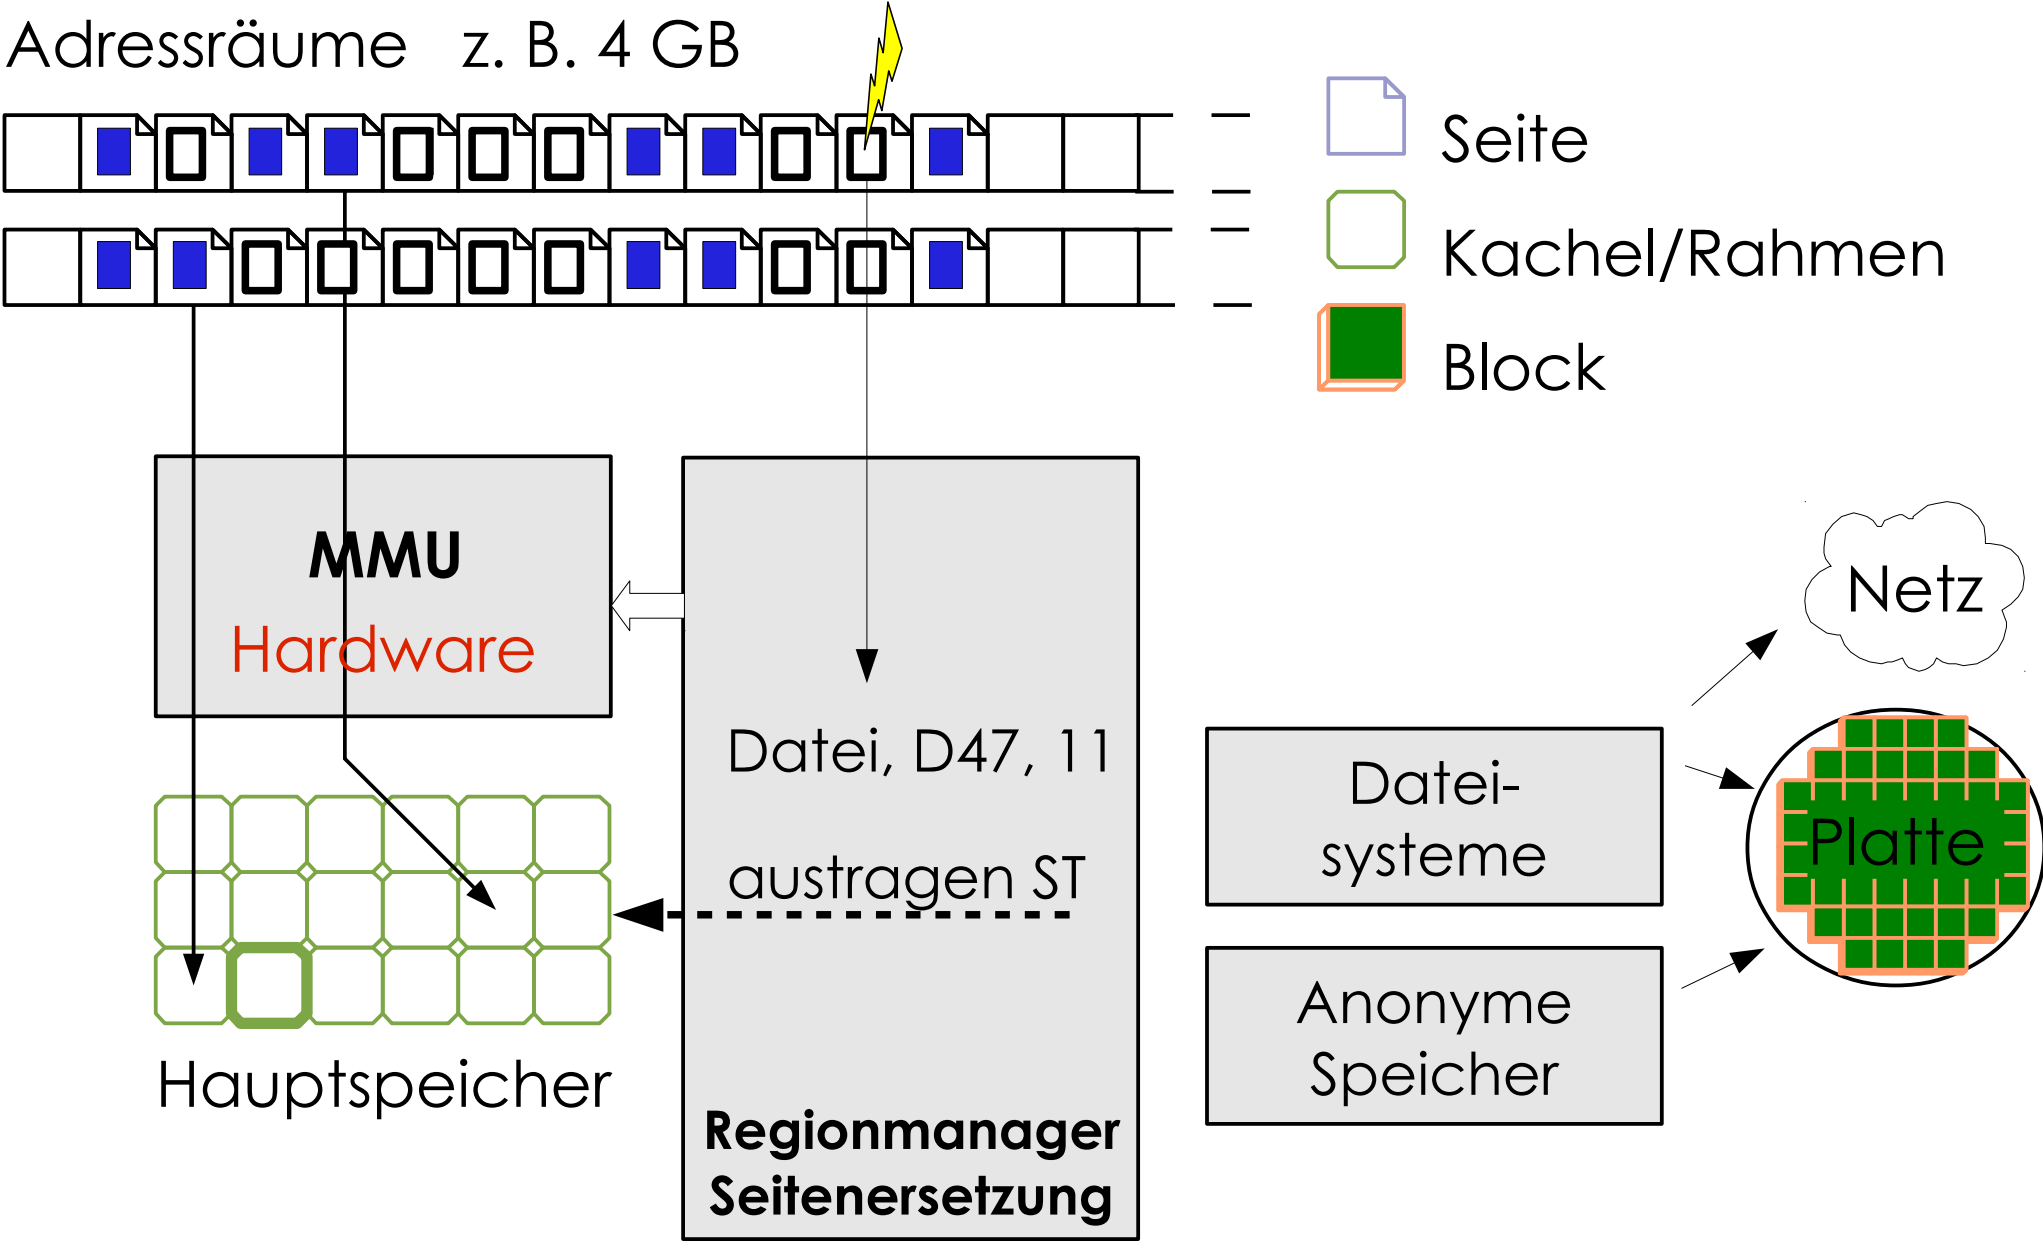 Adressräume z. B. 4 GB
Seite
Kachel/Rahmen
Block
MMU
Hardware
Datei, D47, 11
austragen ST
Regionmanager
Seitenersetzung
Hauptspeicher
Datei-
systeme
Anonyme
Speicher
Netz
Platte